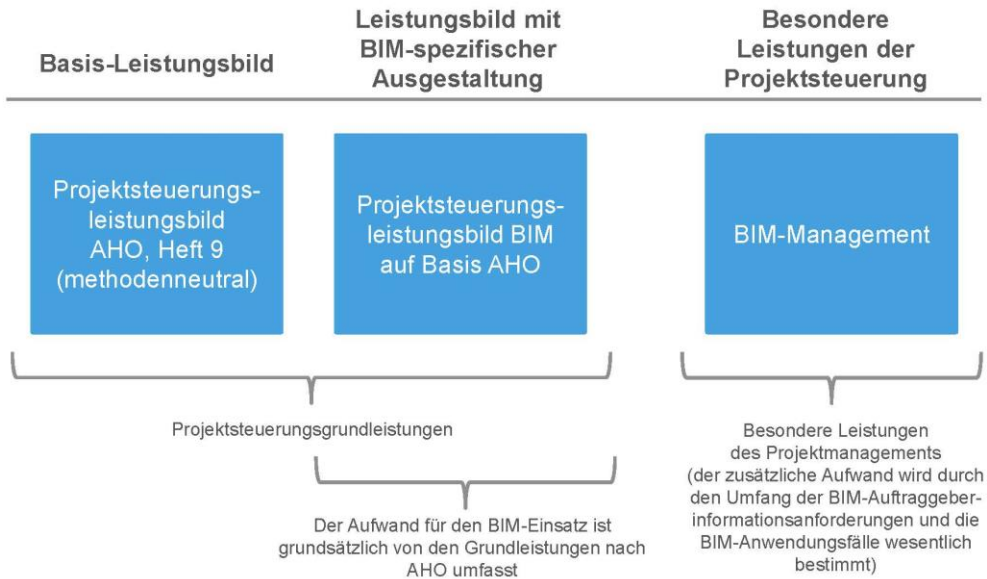 Basis-Leistungsbild
Leistungsbild mit
BIM-spezifischer
Ausgestaltung
Besondere
Leistungen der
Projektsteuerung
Projektsteuerungs-
leistungsbild
AHO, Heft 9
(methodenneutral)
Projektsteuerungs-
leistungsbild BIM
auf Basis AHO
BIM-Management
Projektsteuerungsgrundleistungen
Der Aufwand für den BIM-Einsatz ist
grundsätzlich von den Grundleistungen nach
AHO umfasst
Besondere Leistungen
des Projektmanagements
(der zusätzliche Aufwand wird durch
den Umfang der BIM-Auftraggeber-
informationsanforderungen und die
BIM-Anwendungsfälle wesentlich
bestimmt)